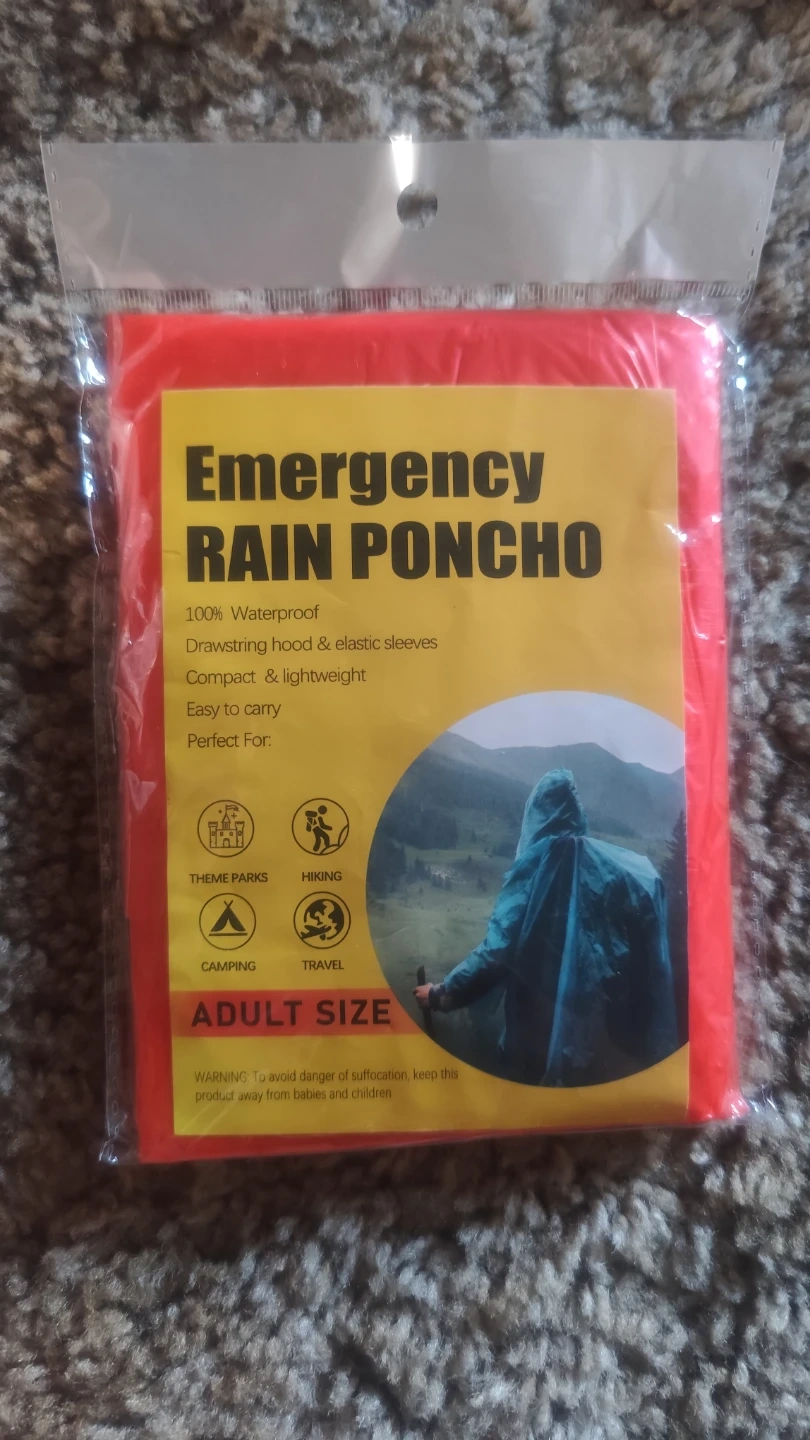 Emergency
RAIN PONCHO
100% Waterproof
Drawstring hood & elastic sleeves
Compact & lightweight
Easy to carry
Perfect For:
THEME PARKS
HIKING
CAMPING
TRAVEL
ADULT SIZE
WARNING: To avoid danger of suffocation, keep this
product away from babies and children